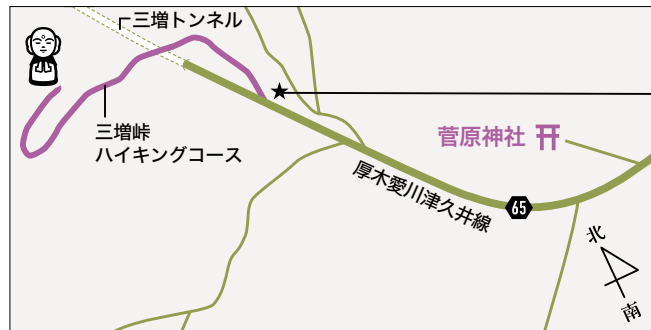 三増トンネル
三増峠
ハイキングコース
菅原神社
厚木愛川津久井線
65
北
南